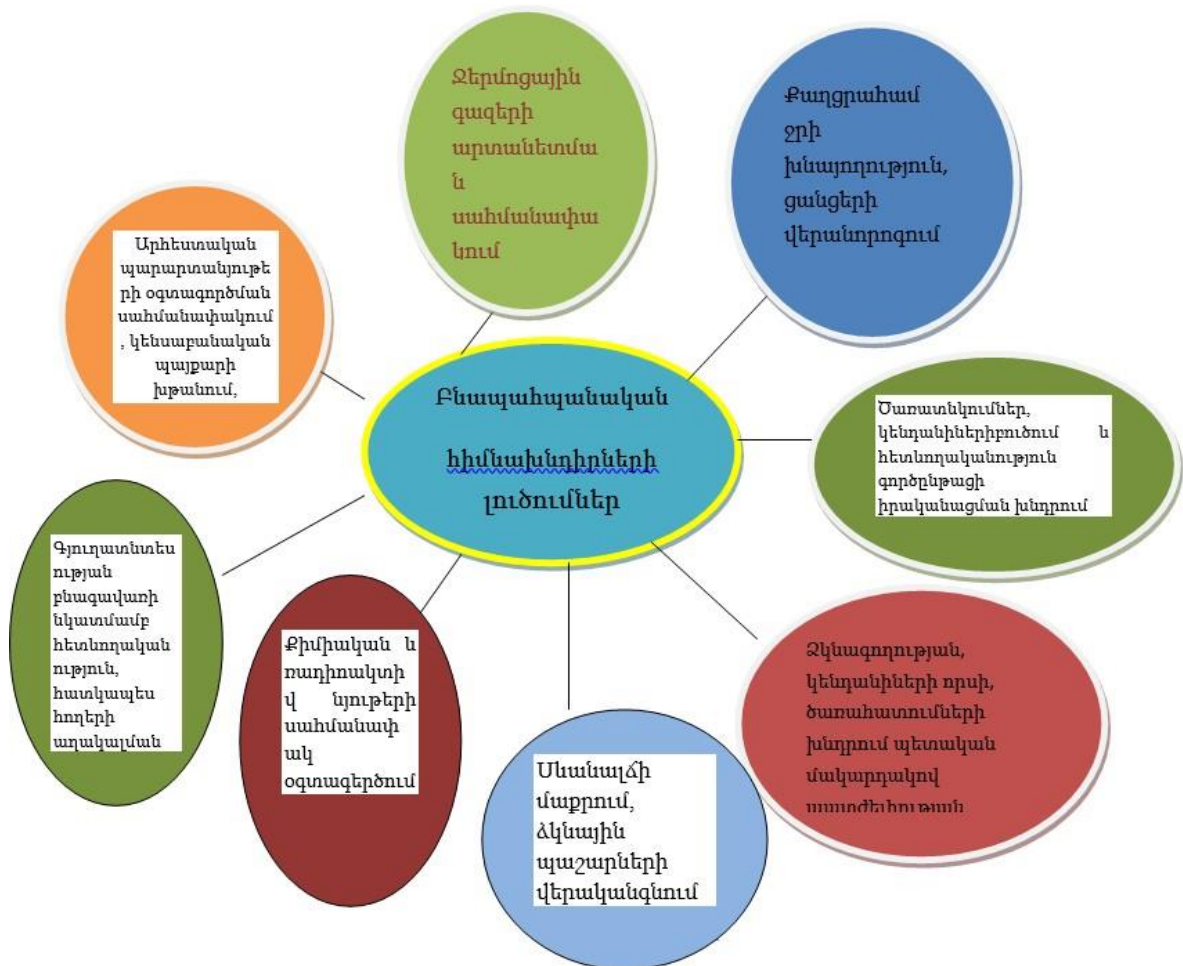 Ջերմոցային
գազերի
արտանետմա
ն
սահմանափա
կում
Քաղցրահամ
ջրի
խնայողություն,
ցանցերի
վերանորոգում
Արհեստական
պարարտանյութե
րի օգտագործման
սահմանափակում
, կենսաբանական
պայքարի
խթանում,
Բնապահպանական
հիմնախնդիրների
լուծումներ
Ծառատնկումներ,
կենդանիներիբուծում և
հետևողականություն
գործընթացի
իրականացման խնդրում
Գյուղատնտես
ության
բնագավառի
նկատմամբ
հետևողական
ություն,
հատկապես
հողերի
աղակալման
Քիմիական և
ռադիոակտի
վ նյութերի
սահմանափ
ակ
օգտագերծում
Սևանալճի
մաքրում,
ձկնային
պաշարների
վերականգնում
Ձկնագողության,
կենդանիների որսի,
ծառահատումների
խնդրում պետական
մակարդակով